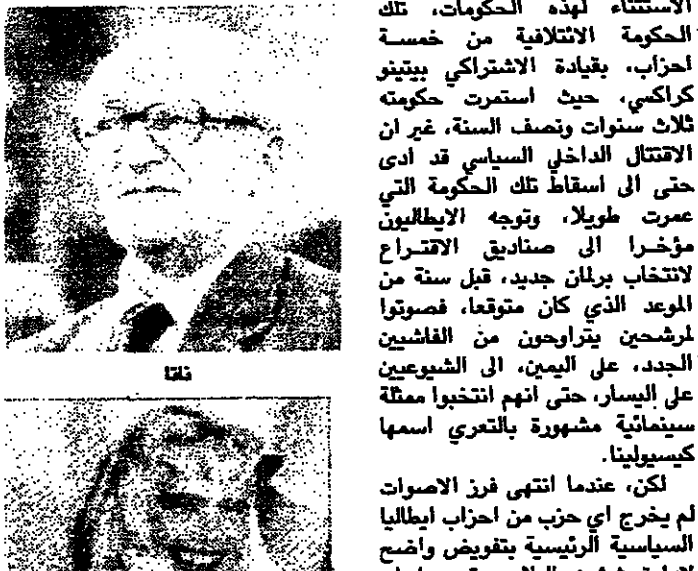 الاستثناء لهذه الحكومات، تلك
الحكومة الائتلافية من خمسة
احزاب، بقيادة الاشتراكي بيتينو
كراكسي، حيث استمرت حكومته
ثلاث سنوات ونصف السنة، غير ان
الاقتتال الداخلي السياسي قد ادى
حتى الى اسقاط تلك الحكومة التي
عمرت طويلا، وتوجه الايطاليون
مؤخرا الى صناديق الاقتراع
لانتخاب برلمان جديد، قبل سنة من
الموعد الذي كان متوقعا، فصوتوا
لمرشحين يتراوحون من الفاشيين
الجدد، على اليمين، الى الشيوعيين
على اليسار، حتى انهم انتخبوا ممثلة
سينمائية مشهورة بالتعري اسمها
كيسيولينا.
لكن، عندما انتهى فرز الاصوات
لم يخرج اي حزب من احزاب ايطاليا
السياسية الرئيسية بتفويض واضح
ناتا